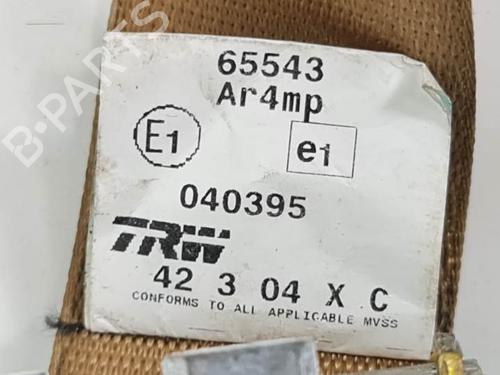 65543
Ar4mp
E1 e1
040395
TRW
42 3 04 X C
CONFORMS TO ALL APPLICABLE MVSS
B-PARTS